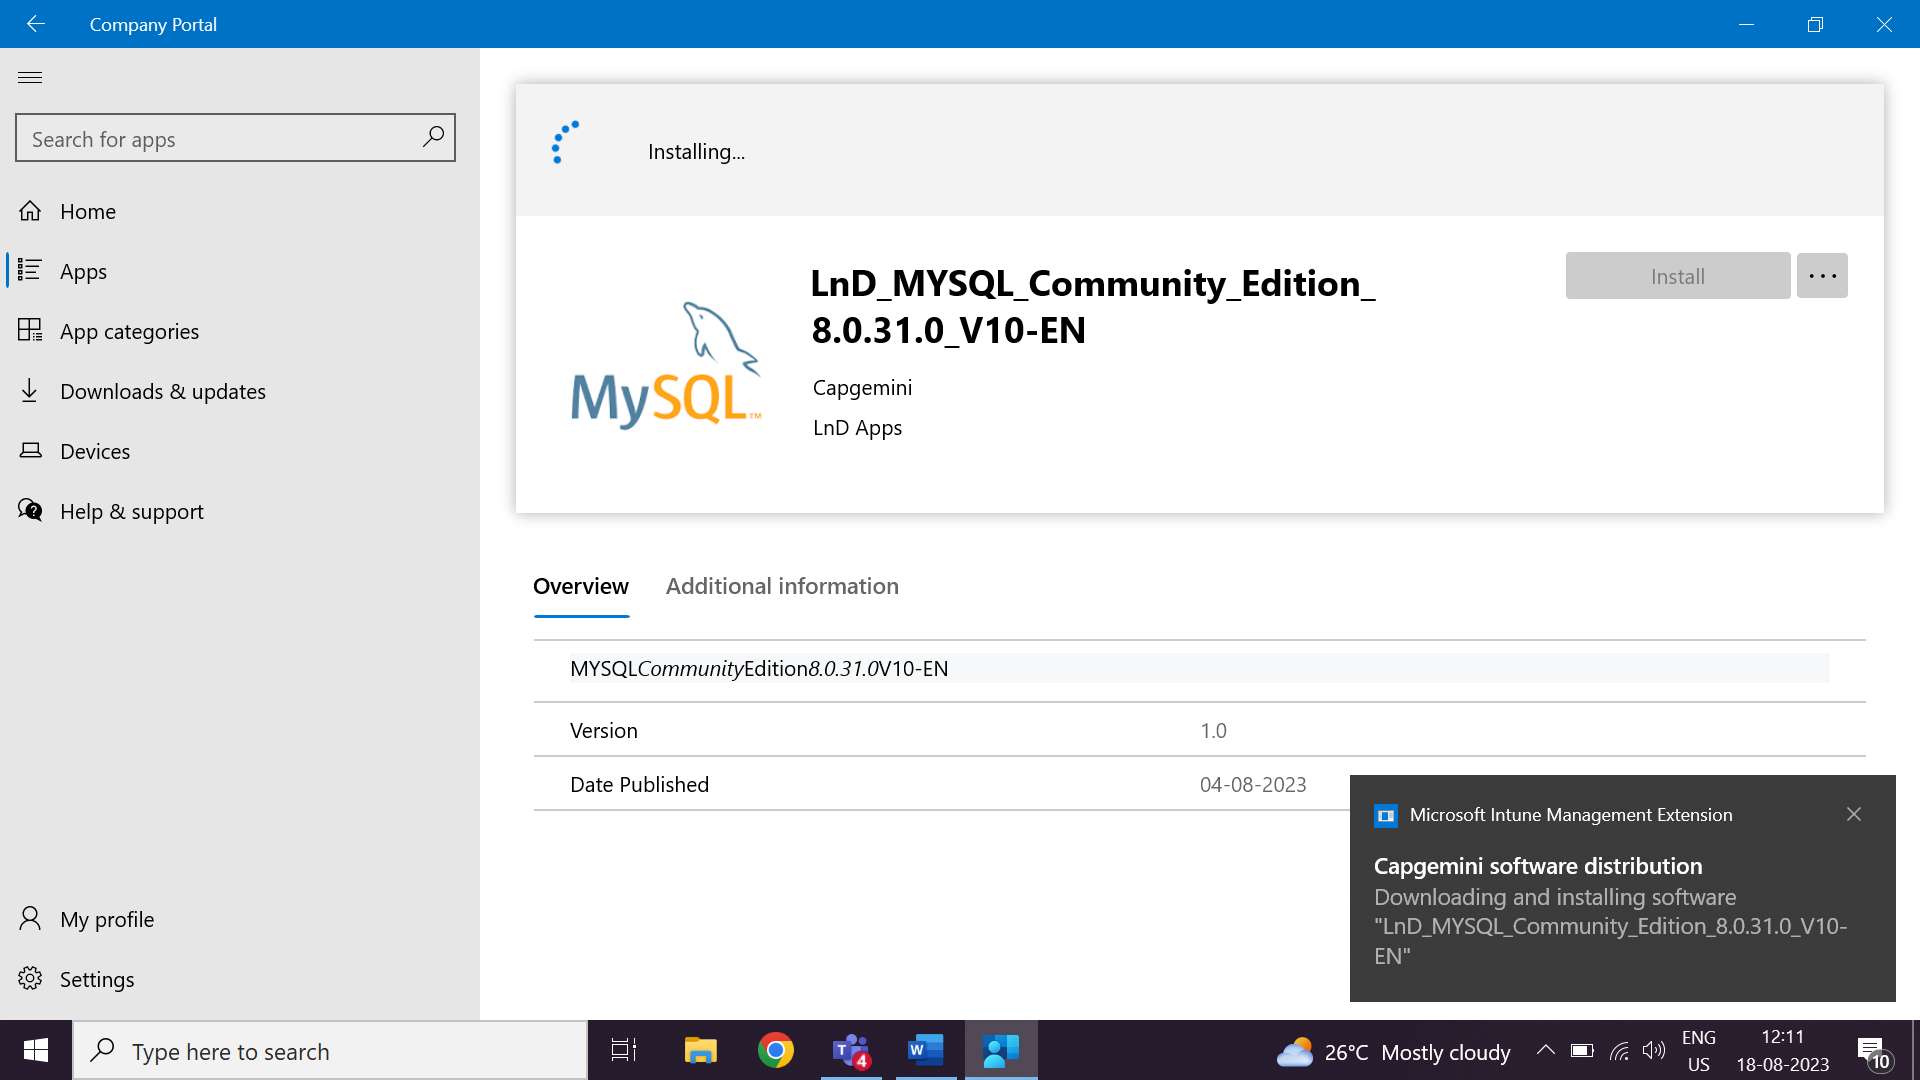 Company Portal
Search for apps
Home
Apps
App categories
Downloads & updates
Devices
Help & support
My profile
Settings
Installing...
MySQL™
LnD_MYSQL_Community_Edition_
8.0.31.0_V10-EN
Capgemini
LnD Apps
Install
Overview Additional information
MYSQLCommunityEdition8.0.31.0V10-EN
Version 1.0
Date Published 04-08-2023
Microsoft Intune Management Extension
Capgemini software distribution
Downloading and installing software
"LnD_MYSQL_Community_Edition_8.0.31.0_V10-
EN"
Type here to search
T
4
W
26°C Mostly cloudy
ENG
US
12:11
18-08-2023
10